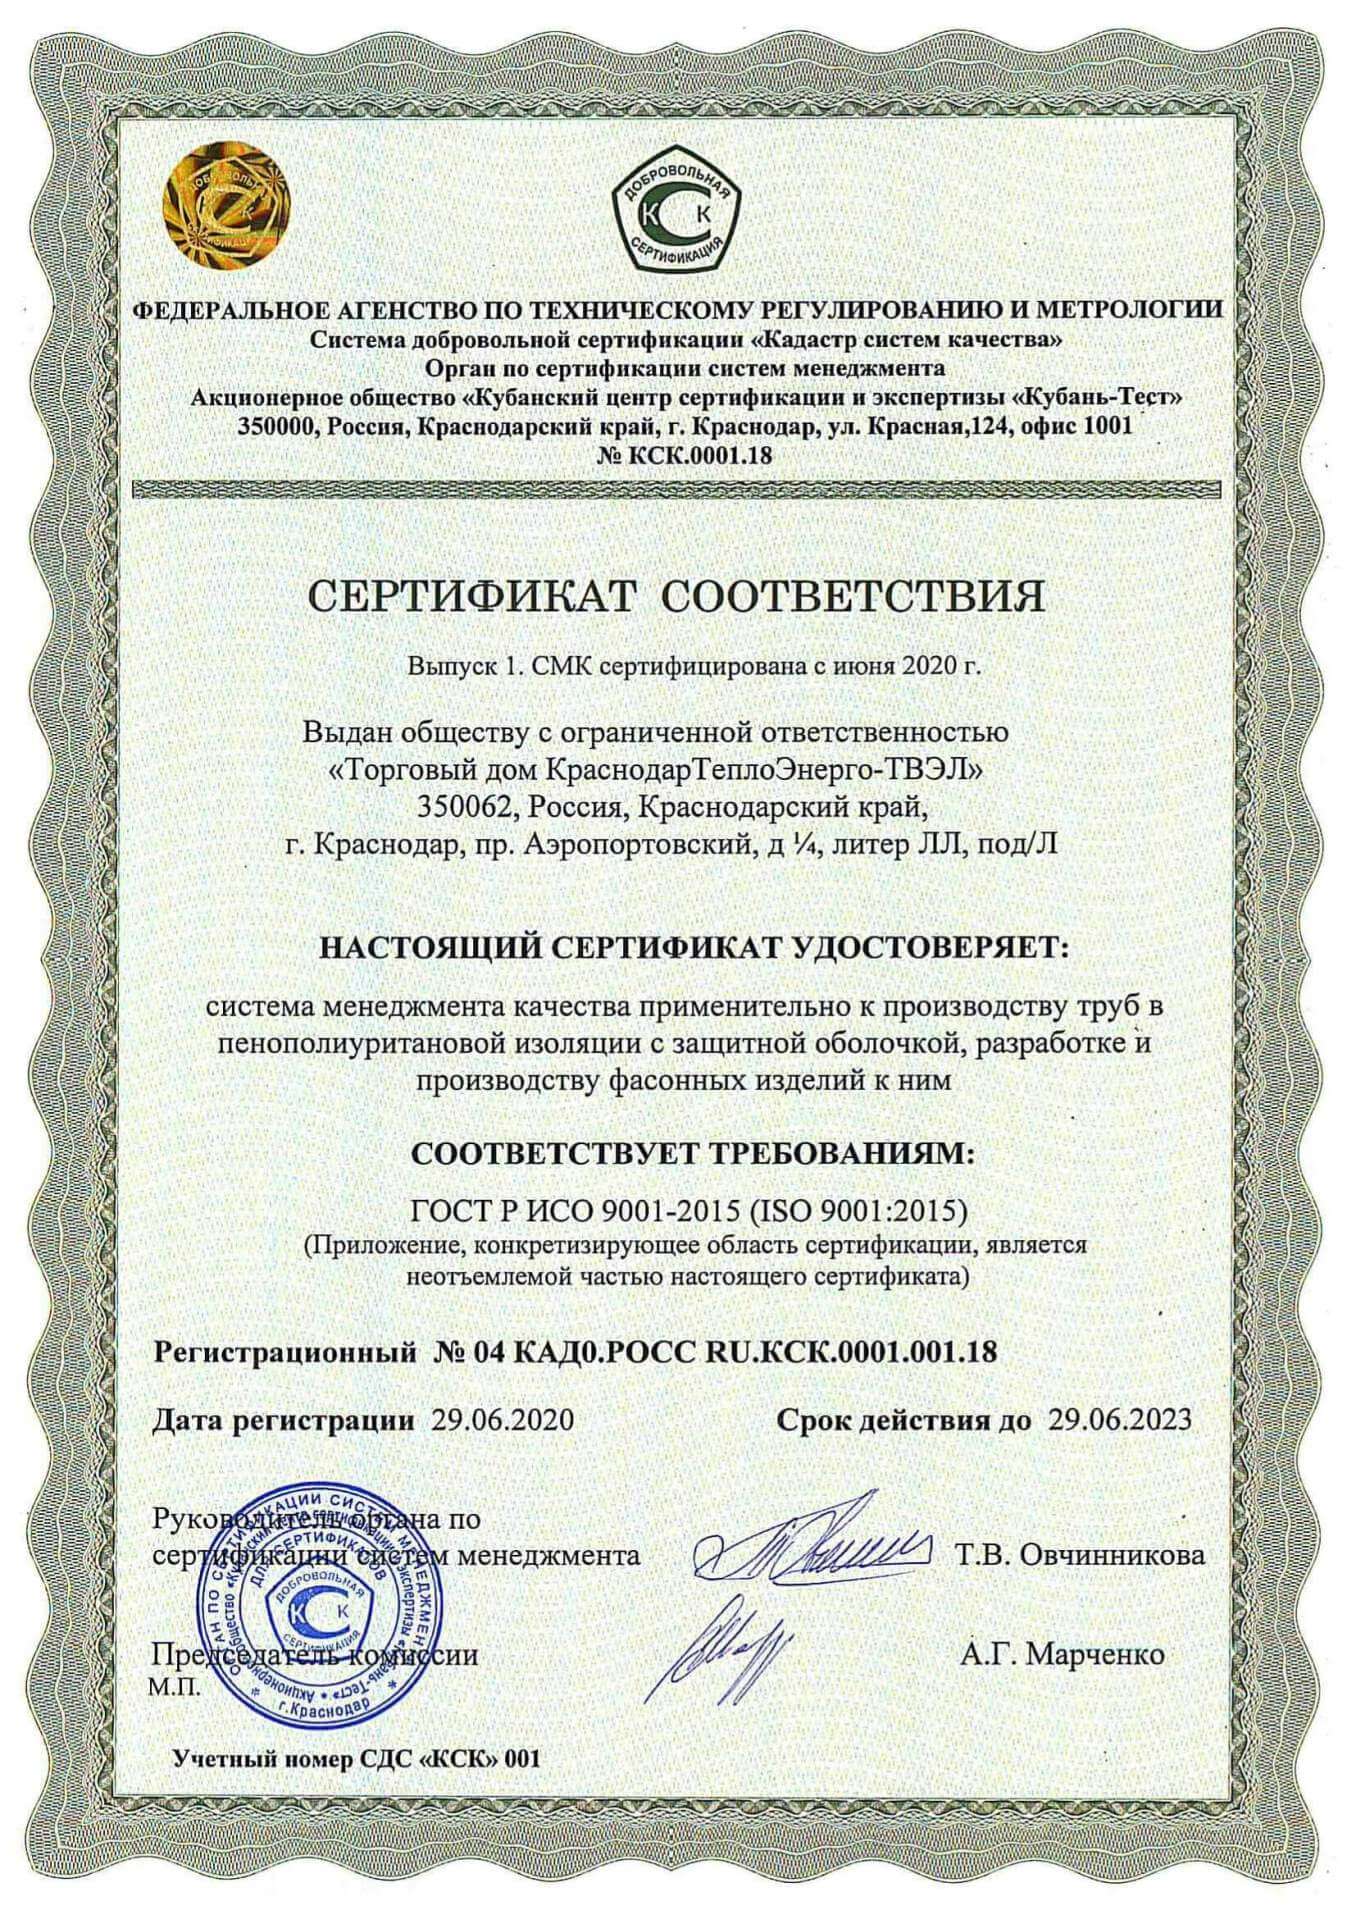 ДОБРОВОЛЬНАЯ
К С К
СЕРТИФИКАЦИЯ
ФЕДЕРАЛЬНОЕ АГЕНСТВО ПО ТЕХНИЧЕСКОМУ РЕГУЛИРОВАНИЮ И МЕТРОЛОГИИ
Система добровольной сертификации «Кадастр систем качества»
Орган по сертификации систем менеджмента
Акционерное общество «Кубанский центр сертификации и экспертизы «Кубань-Тест»
350000, Россия, Краснодарский край, г. Краснодар, ул. Красная,124, офис 1001
№ КСК.0001.18
СЕРТИФИКАТ СООТВЕТСТВИЯ
Выпуск 1. СМК сертифицирована с июня 2020 г.
Выдан обществу с ограниченной ответственностью
«Торговый дом КраснодарТеплоЭнерго-ТВЭЛ»
350062, Россия, Краснодарский край,
г. Краснодар, пр. Аэропортовский, д ¼, литер ЛЛ, под/Л
НАСТОЯЩИЙ СЕРТИФИКАТ УДОСТОВЕРЯЕТ:
система менеджмента качества применительно к производству труб в
пенополиуритановой изоляции с защитной оболочкой, разработке и
производству фасонных изделий к ним
СООТВЕТСТВУЕТ ТРЕБОВАНИЯМ:
ГОСТ Р ИСО 9001-2015 (ISO 9001:2015)
(Приложение, конкретизирующее область сертификации, является
неотъемлемой частью настоящего сертификата)
Регистрационный № 04 КАД0.РОСС RU.КСК.0001.001.18
Дата регистрации 29.06.2020 Срок действия до 29.06.2023
Руководитель органа по
сертификации систем менеджмента Т.В. Овчинникова
Председатель комиссии А.Г. Марченко
М.П.
ОРГАН ПО СЕРТИФИКАЦИИ СИСТЕМ МЕНЕДЖМЕНТА
Акционерное общество «Кубанский центр сертификации и экспертизы «Кубань-Тест»
ДЛЯ СЕРТИФИКАТОВ
ДОБРОВОЛЬНАЯ
К С К
СЕРТИФИКАЦИЯ
г.Краснодар
Учетный номер СДС «КСК» 001